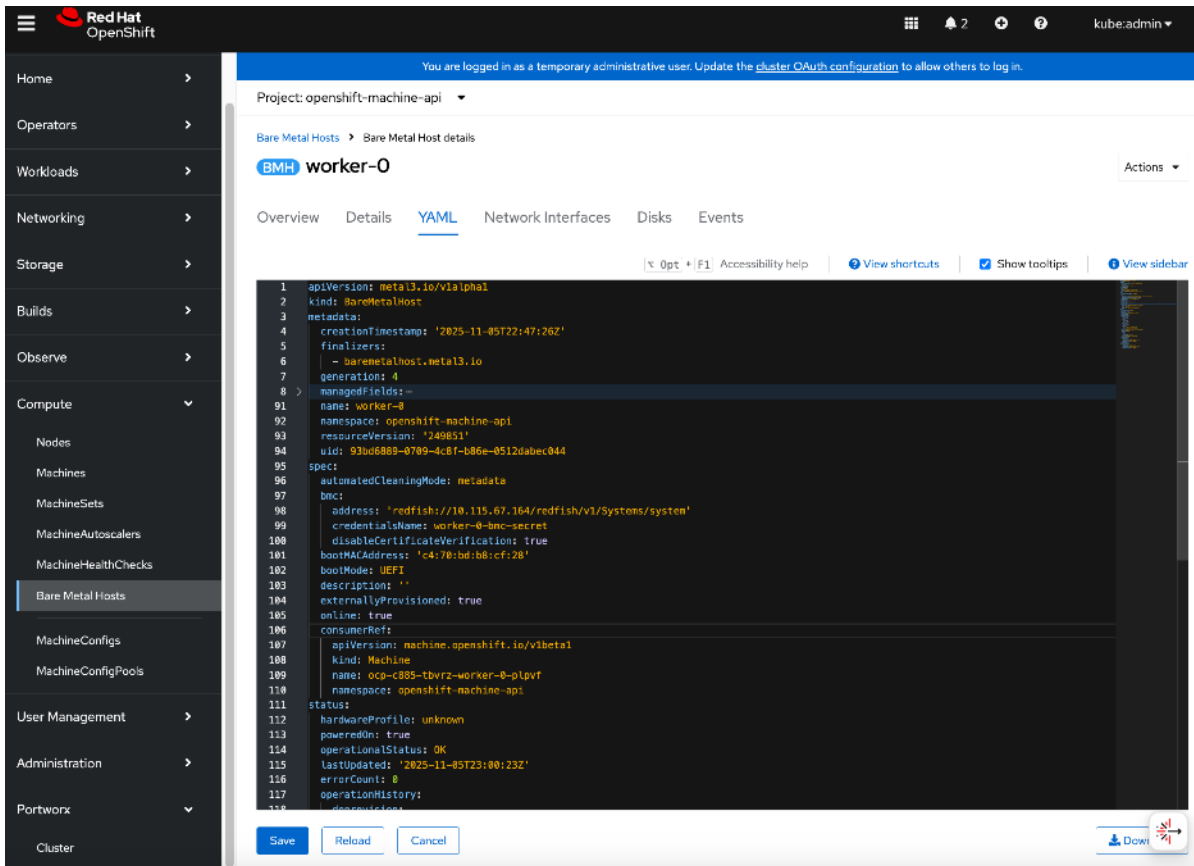 Red Hat
OpenShift
2
kube:admin
You are logged in as a temporary administrative user. Update the cluster OAuth configuration to allow others to log in.
Home
Operators
Workloads
Networking
Storage
Builds
Observe
Compute
Nodes
Machines
MachineSets
MachineAutoscalers
MachineHealthChecks
Bare Metal Hosts
MachineConfigs
MachineConfigPools
User Management
Administration
Portworx
Cluster
Project: openshift-machine-api
Bare Metal Hosts > Bare Metal Host details
BMH worker-0
Actions
Overview Details YAML Network Interfaces Disks Events
⌥ Opt + F1 Accessibility help View shortcuts Show tooltips View sidebar
1 apiVersion: metal3.io/v1alpha1
2 kind: BareMetalHost
3 metadata:
4 creationTimestamp: '2025-11-05T22:47:26Z'
5 finalizers:
6 - baremetalhost.metal3.io
7 generation: 4
8 > managedFields:⋯
91 name: worker-0
92 namespace: openshift-machine-api
93 resourceVersion: '249851'
94 uid: 93bd6889-0709-4c8f-b86e-0512dabec044
95 spec:
96 automatedCleaningMode: metadata
97 bmc:
98 address: 'redfish://10.115.67.164/redfish/v1/Systems/system'
99 credentialsName: worker-0-bmc-secret
100 disableCertificateVerification: true
101 bootMACAddress: 'c4:70:bd:b8:cf:28'
102 bootMode: UEFI
103 description: ''
104 externallyProvisioned: true
105 online: true
106 consumerRef:
107 apiVersion: machine.openshift.io/v1beta1
108 kind: Machine
109 name: ocp-c885-tbvrz-worker-0-plpvf
110 namespace: openshift-machine-api
111 status:
112 hardwareProfile: unknown
113 poweredOn: true
114 operationalStatus: OK
115 lastUpdated: '2025-11-05T23:00:23Z'
116 errorCount: 0
117 operationHistory:
118 deprovision:
Save Reload Cancel